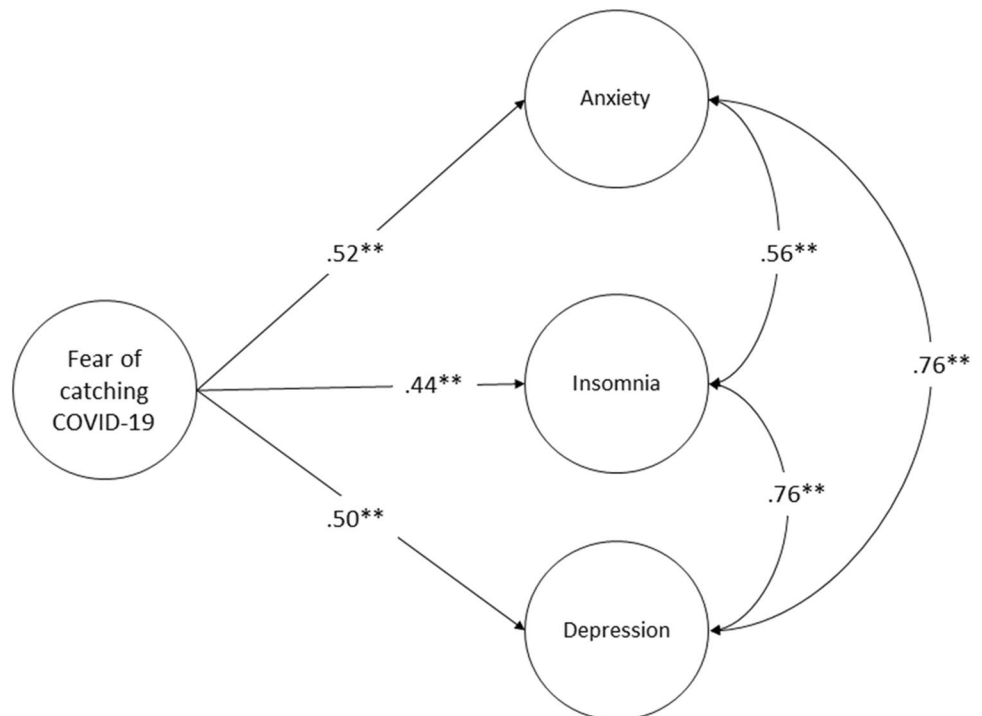 Anxiety
.52**
.56**
Fear of
catching
COVID-19
.44**
Insomnia
.76**
.50**
.76**
Depression